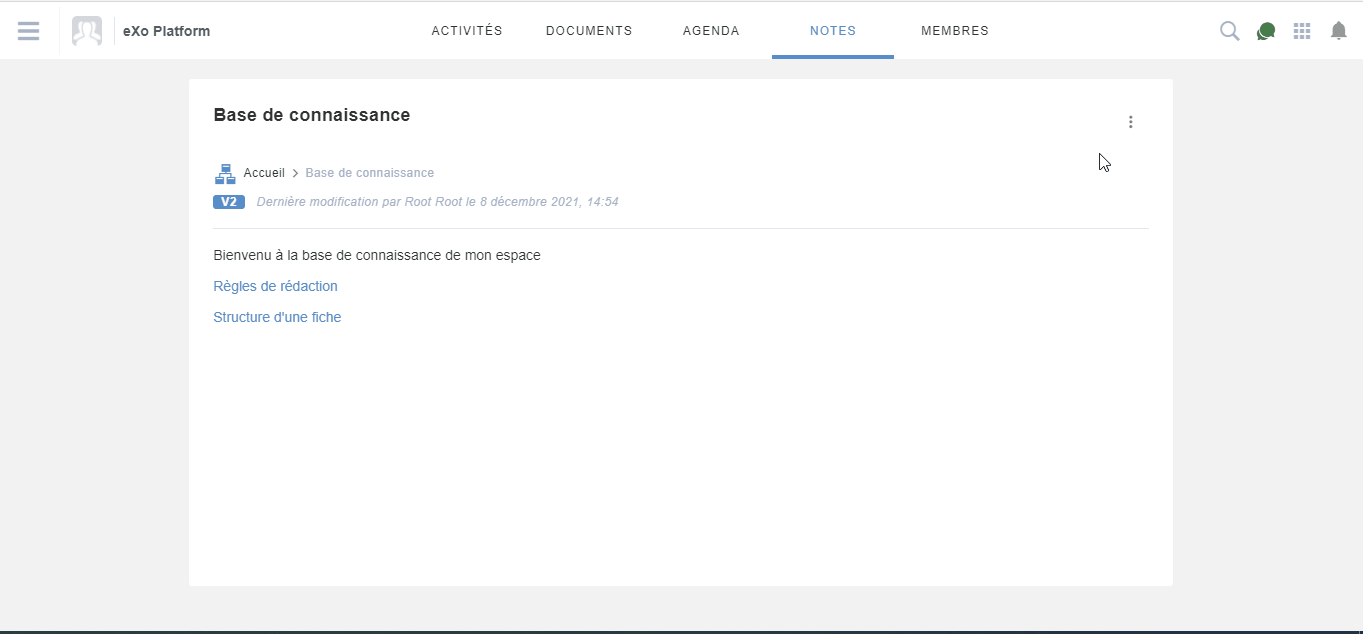 eXo Platform ACTIVITÉS DOCUMENTS AGENDA NOTES MEMBRES
Base de connaissance
Accueil > Base de connaissance
V2 Dernière modification par Root Root le 8 décembre 2021, 14:54
Bienvenu à la base de connaissance de mon espace
Règles de rédaction
Structure d'une fiche